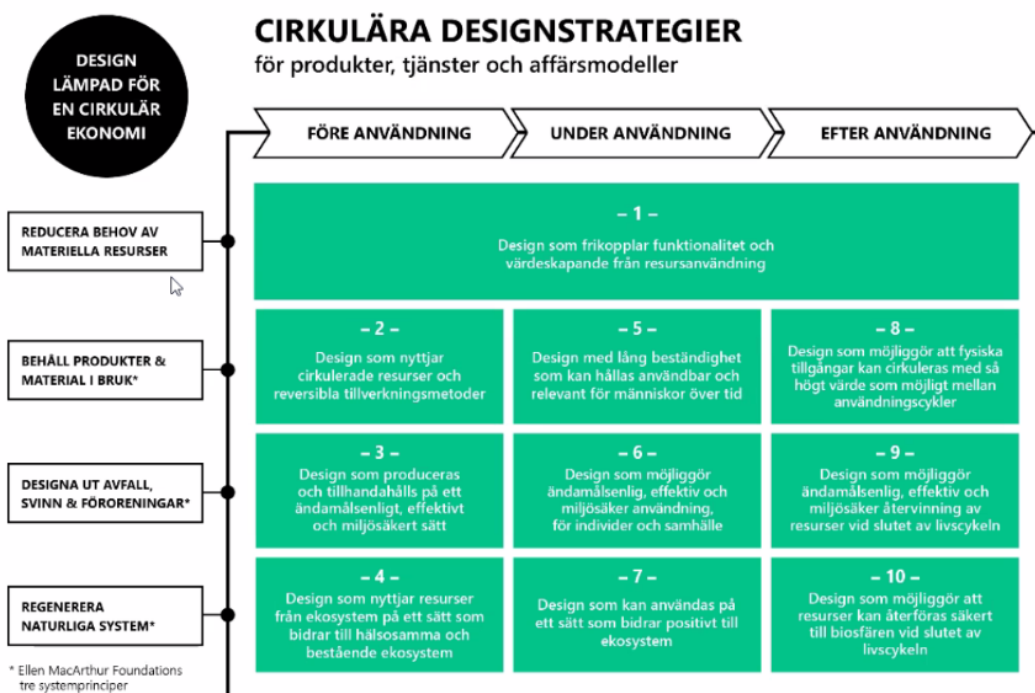 DESIGN
LÄMPAD FÖR
EN CIRKULÄR
EKONOMI
CIRKULÄRA DESIGNSTRATEGIER
för produkter, tjänster och affärsmodeller
FÖRE ANVÄNDNING
UNDER ANVÄNDNING
EFTER ANVÄNDNING
REDUCERA BEHOV AV
MATERIELLA RESURSER
– 1 –
Design som frikopplar funktionalitet och
värdeskapande från resursanvändning
BEHÅLL PRODUKTER &
MATERIAL I BRUK*
– 2 –
Design som nyttjar
cirkulerade resurser och
reversibla tillverkningsmetoder
– 5 –
Design med lång beständighet
som kan hållas användbar och
relevant för människor över tid
– 8 –
Design som möjliggör att fysiska
tillgångar kan cirkuleras med så
högt värde som möjligt mellan
användningscykler
DESIGNA UT AVFALL,
SVINN & FÖRORENINGAR*
– 3 –
Design som produceras
och tillhandahålls på ett
ändamålsenligt, effektivt
och miljösäkert sätt
– 6 –
Design som möjliggör
ändamålsenlig, effektiv och
miljösäker användning,
för individer och samhälle
– 9 –
Design som möjliggör
ändamålsenlig, effektiv och
miljösäker återvinning av
resurser vid slutet av livscykeln
REGENERERA
NATURLIGA SYSTEM*
– 4 –
Design som nyttjar resurser
från ekosystem på ett sätt som
bidrar till hälsosamma och
bestående ekosystem
– 7 –
Design som kan användas på
ett sätt som bidrar positivt till
ekosystem
– 10 –
Design som möjliggör att
resurser kan återföras säkert
till biosfären vid slutet av
livscykeln
* Ellen MacArthur Foundations
tre systemprinciper